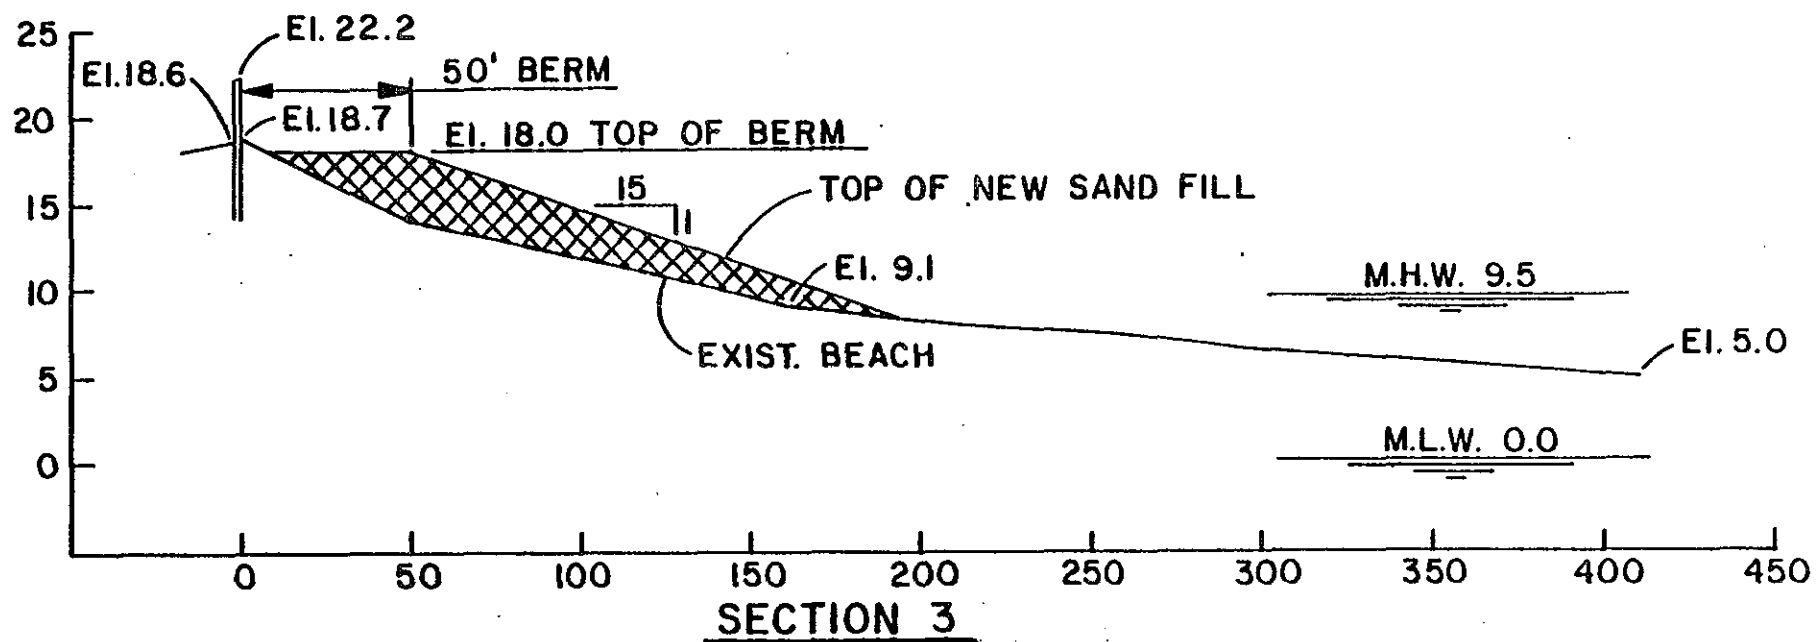 25
El. 22.2
El.18.6
50' BERM
20
El.18.7
El. 18.0 TOP OF BERM
15
15
1
TOP OF NEW SAND FILL
El. 9.1
M.H.W. 9.5
10
EXIST. BEACH
El. 5.0
5
M.L.W. 0.0
0
0 50 100 150 200 250 300 350 400 450
SECTION 3